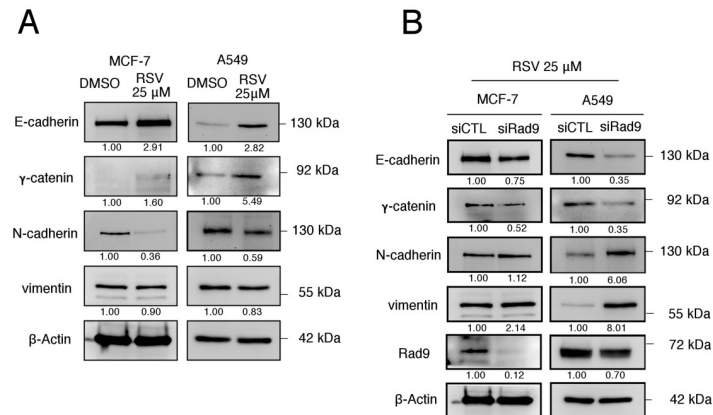 A
MCF-7 A549
DMSO RSV 25 µM DMSO RSV 25µM
E-cadherin 130 kDa
1.00 2.91 1.00 2.82
γ-catenin 92 kDa
1.00 1.60 1.00 5.49
N-cadherin 130 kDa
1.00 0.36 1.00 0.59
vimentin 55 kDa
1.00 0.90 1.00 0.83
β-Actin 42 kDa
B
RSV 25 µM
MCF-7 A549
siCTL siRad9 siCTL siRad9
E-cadherin 130 kDa
1.00 0.75 1.00 0.35
γ-catenin 92 kDa
1.00 0.52 1.00 0.35
N-cadherin 130 kDa
1.00 1.12 1.00 6.06
vimentin 55 kDa
1.00 2.14 1.00 8.01
Rad9 72 kDa
1.00 0.12 1.00 0.70
β-Actin 42 kDa